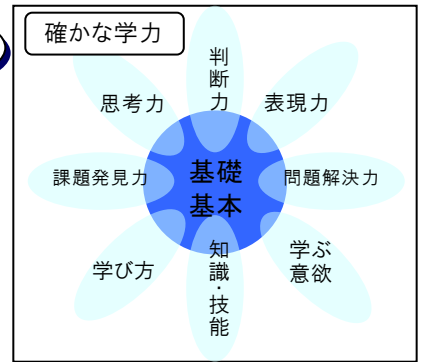 確かな学力
判断力
思考力
表現力
課題発見力
基礎
基本
問題解決力
学び方
知識・技能
学ぶ
意欲